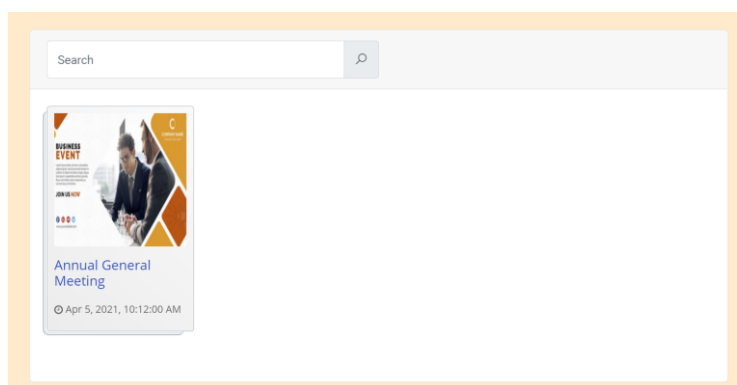 Search
BUSINESS
EVENT
JOIN US NOW
Annual General
Meeting
Apr 5, 2021, 10:12:00 AM